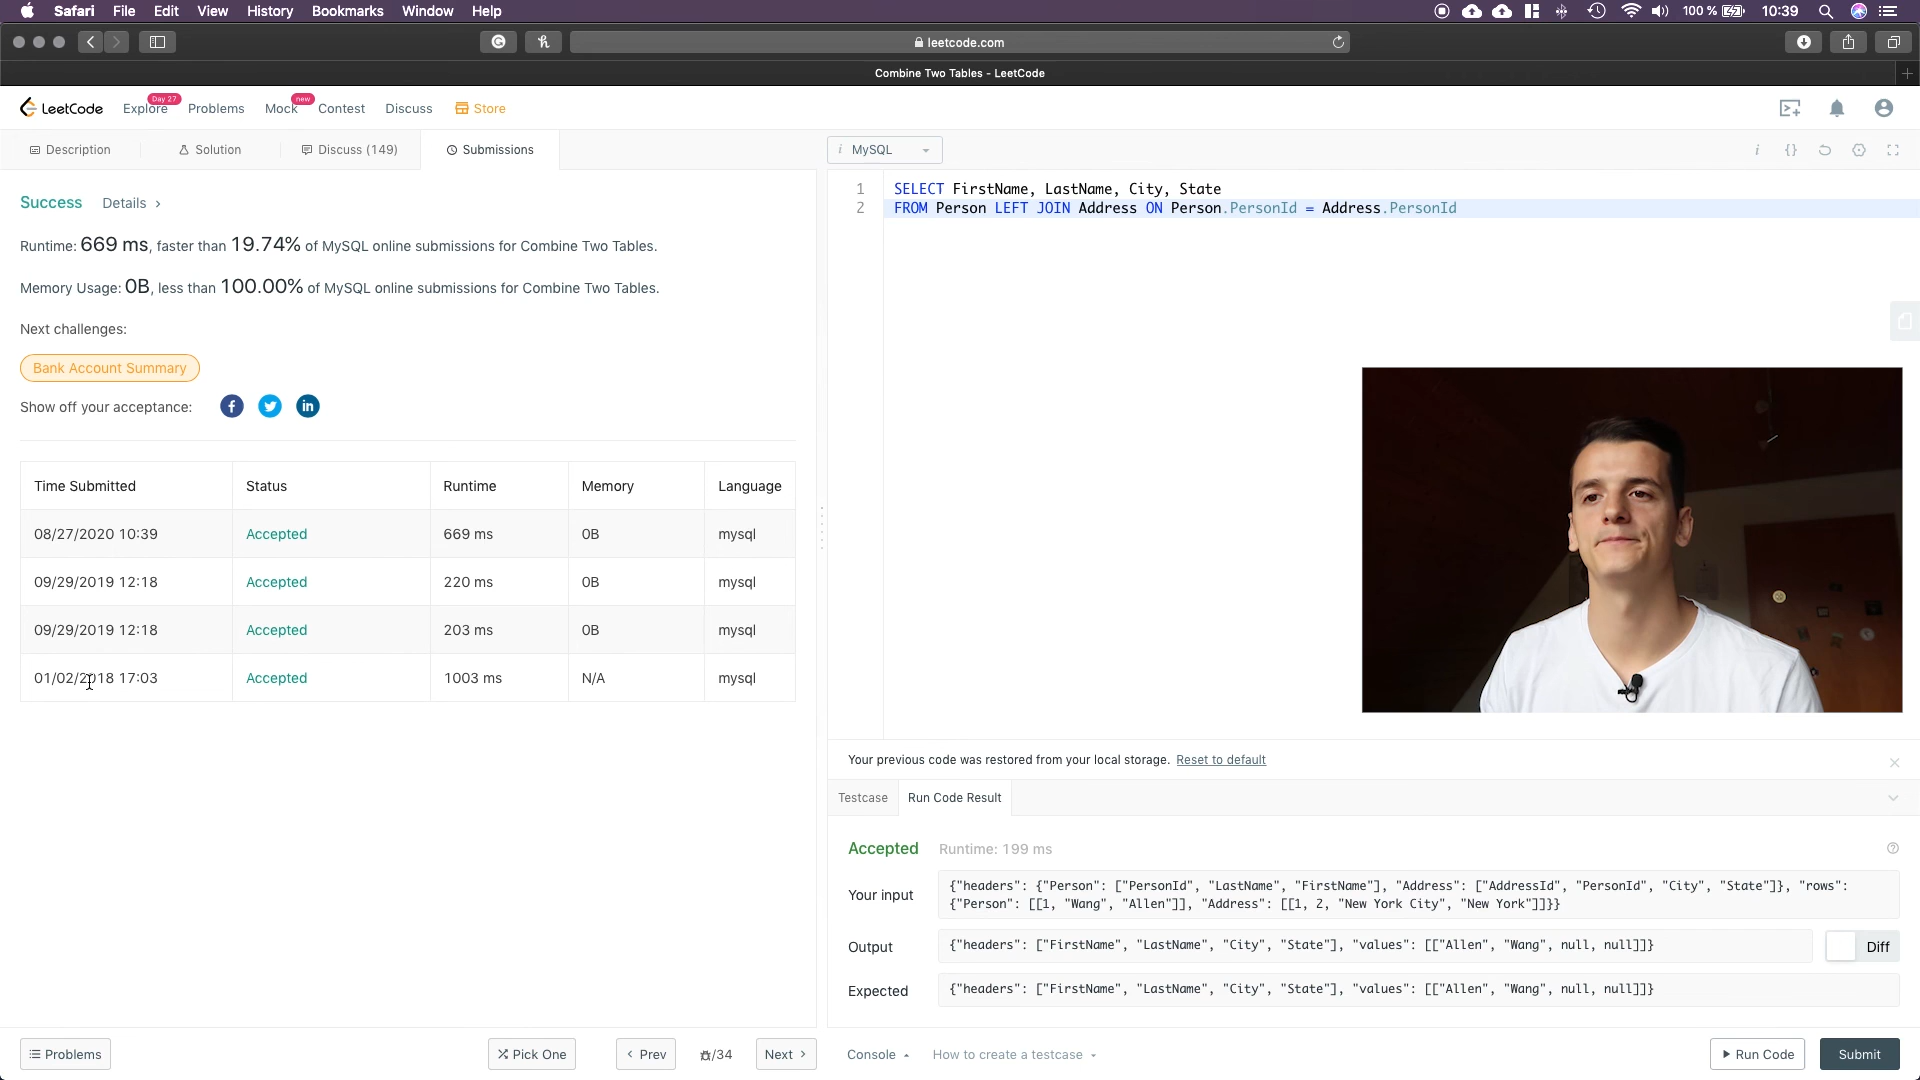 Safari File Edit View History Bookmarks Window Help
100 % 10:39
leetcode.com
Combine Two Tables - LeetCode
LeetCode Explore Day 27 Problems Mock new Contest Discuss Store
Description Solution Discuss (149) Submissions
i MySQL
i {}
Success Details >
Runtime: 669 ms, faster than 19.74% of MySQL online submissions for Combine Two Tables.
Memory Usage: 0B, less than 100.00% of MySQL online submissions for Combine Two Tables.
Next challenges:
Bank Account Summary
Show off your acceptance: f in
Time Submitted Status Runtime Memory Language
08/27/2020 10:39 Accepted 669 ms 0B mysql
09/29/2019 12:18 Accepted 220 ms 0B mysql
09/29/2019 12:18 Accepted 203 ms 0B mysql
01/02/2018 17:03 Accepted 1003 ms N/A mysql
1 SELECT FirstName, LastName, City, State
2 FROM Person LEFT JOIN Address ON Person.PersonId = Address.PersonId
Your previous code was restored from your local storage. Reset to default
Testcase Run Code Result
Accepted Runtime: 199 ms
Your input
{"headers": {"Person": ["PersonId", "LastName", "FirstName"], "Address": ["AddressId", "PersonId", "City", "State"]}, "rows":
{"Person": [[1, "Wang", "Allen"]], "Address": [[1, 2, "New York City", "New York"]]}}
Output {"headers": ["FirstName", "LastName", "City", "State"], "values": [["Allen", "Wang", null, null]]} Diff
Expected {"headers": ["FirstName", "LastName", "City", "State"], "values": [["Allen", "Wang", null, null]]}
Problems Pick One < Prev /34 Next > Console How to create a testcase Run Code Submit